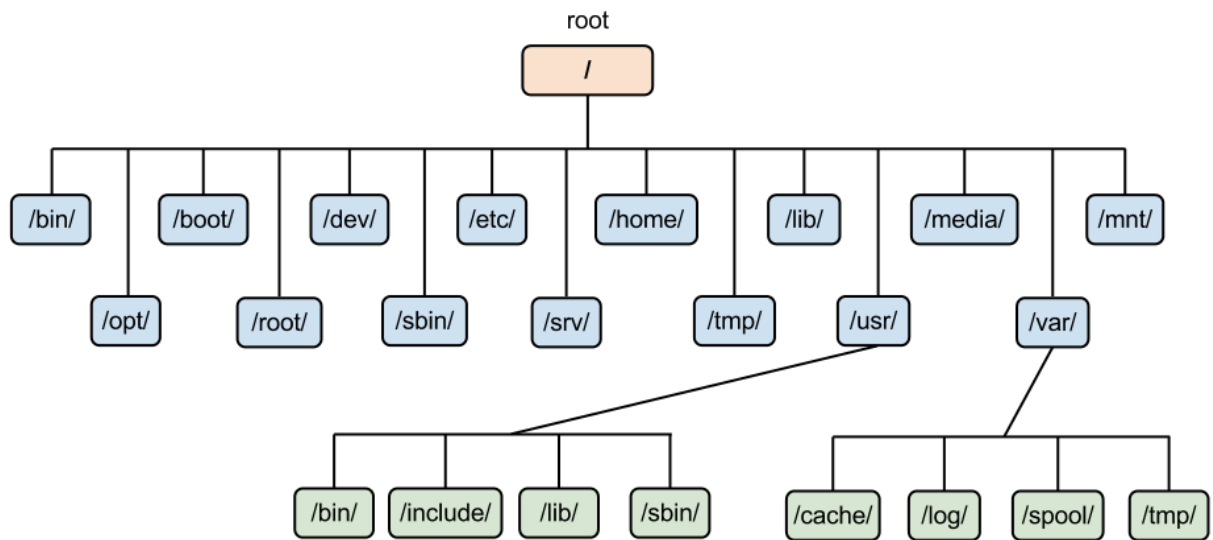 root
/
/bin/
/boot/
/dev/
/etc/
/home/
/lib/
/media/
/mnt/
/opt/
/root/
/sbin/
/srv/
/tmp/
/usr/
/var/
/bin/
/include/
/lib/
/sbin/
/cache/
/log/
/spool/
/tmp/